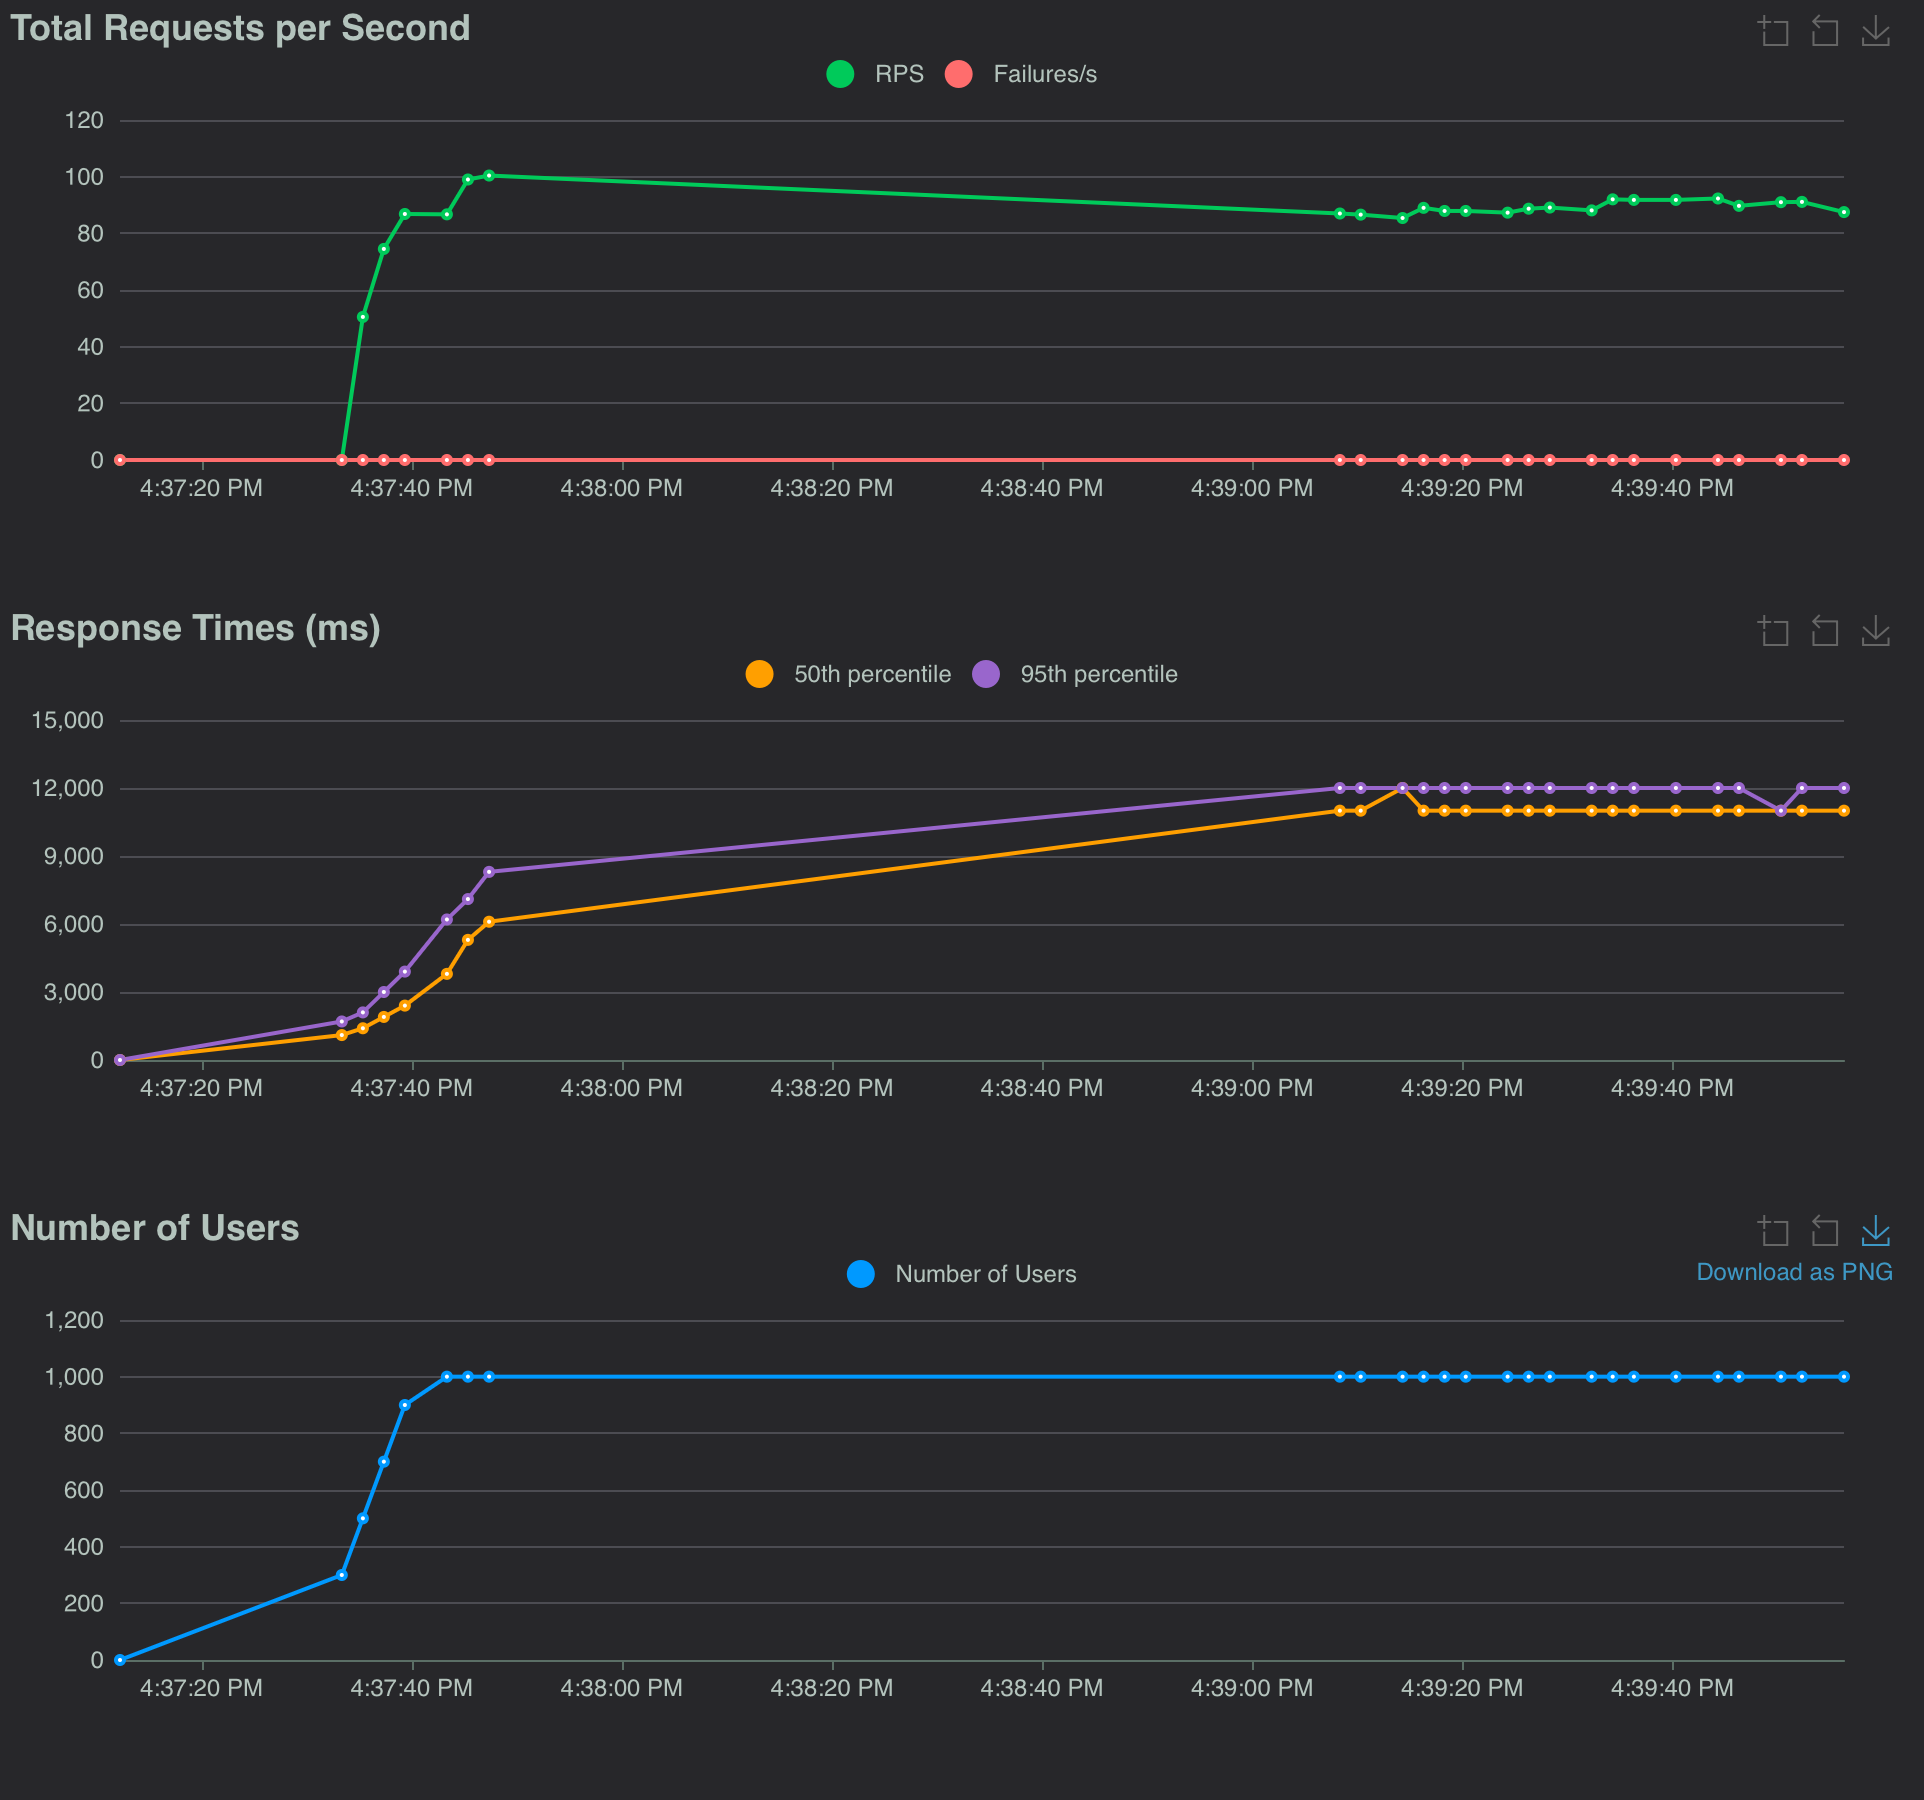 Total Requests per Second
RPS Failures/s
120
100
80
60
40
20
0
4:37:20 PM 4:37:40 PM 4:38:00 PM 4:38:20 PM 4:38:40 PM 4:39:00 PM 4:39:20 PM 4:39:40 PM
Response Times (ms)
50th percentile 95th percentile
15,000
12,000
9,000
6,000
3,000
0
4:37:20 PM 4:37:40 PM 4:38:00 PM 4:38:20 PM 4:38:40 PM 4:39:00 PM 4:39:20 PM 4:39:40 PM
Number of Users
Number of Users
Download as PNG
1,200
1,000
800
600
400
200
0
4:37:20 PM 4:37:40 PM 4:38:00 PM 4:38:20 PM 4:38:40 PM 4:39:00 PM 4:39:20 PM 4:39:40 PM